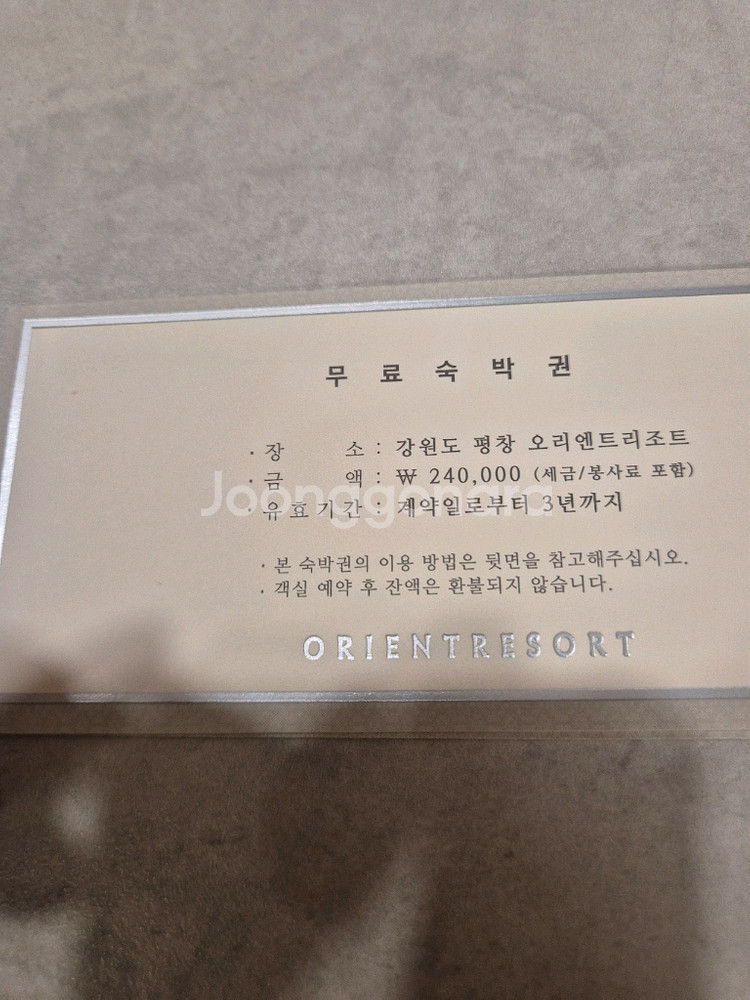 무료숙박권
· 장 소 : 강원도 평창 오리엔트리조트
· 금 액 : ₩ 240,000 (세금/봉사료 포함)
Joonggonara
· 유효기간 : 계약일로부터 3년까지
· 본 숙박권의 이용 방법은 뒷면을 참고해주십시오.
· 객실 예약 후 잔액은 환불되지 않습니다.
ORIENTRESORT